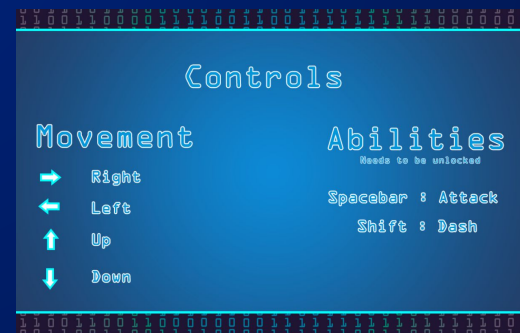 Controls
Movement
Right
Left
Up
Down
Abilities
Needs to be unlocked
Spacebar : Attack
Shift : Dash